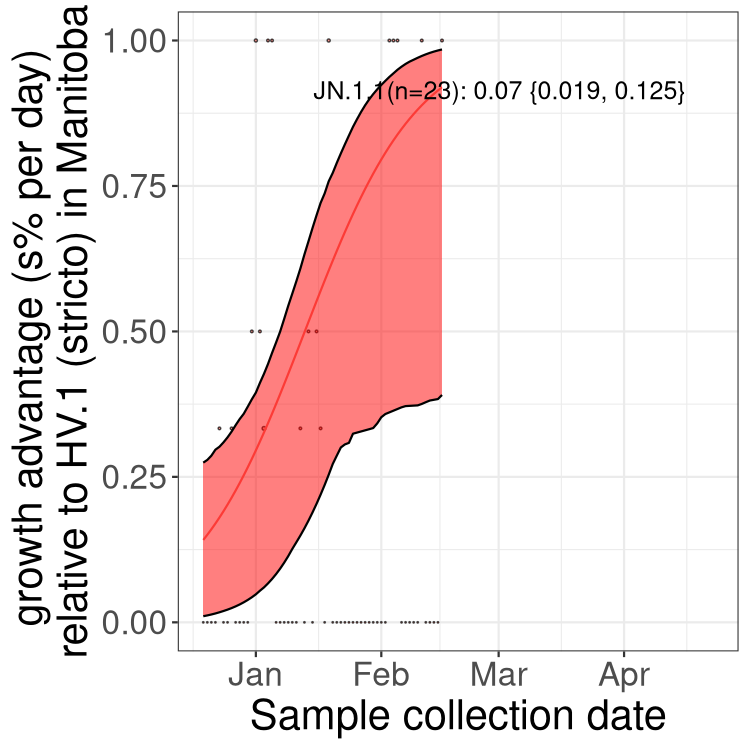 growth advantage (s% per day)
relative to HV.1 (stricto) in Manitoba
1.00
0.75
0.50
0.25
0.00
JN.1.1(n=23): 0.07 {0.019, 0.125}
Jan Feb Mar Apr
Sample collection date